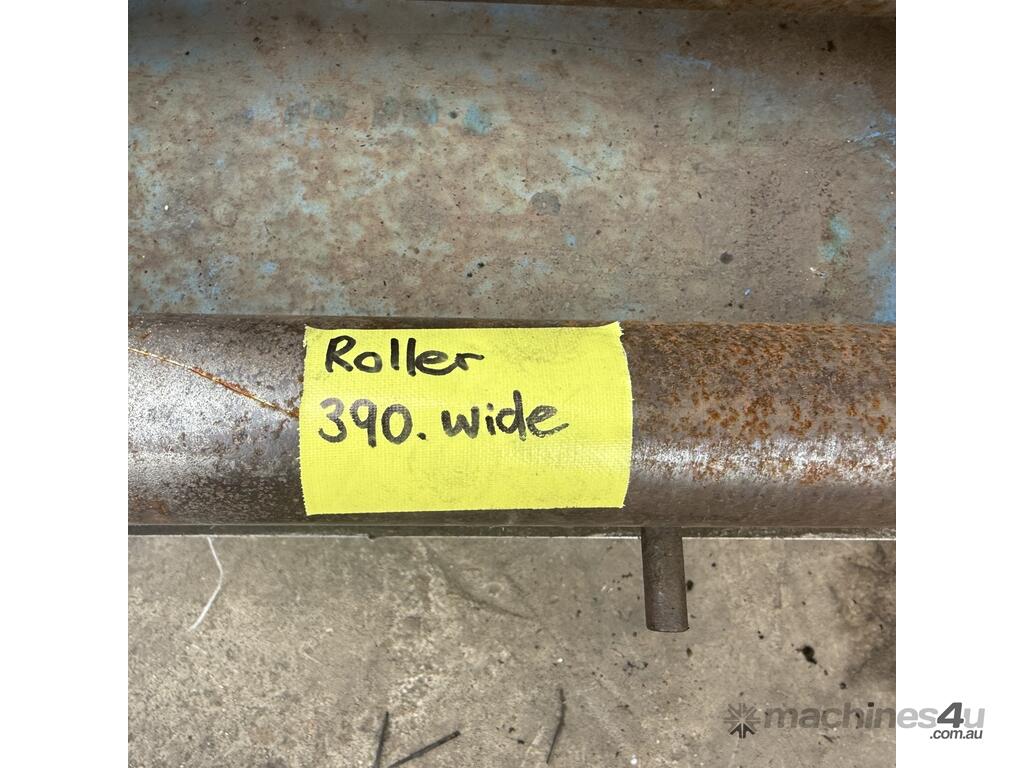 Roller
390. wide
machines4u
.com.au